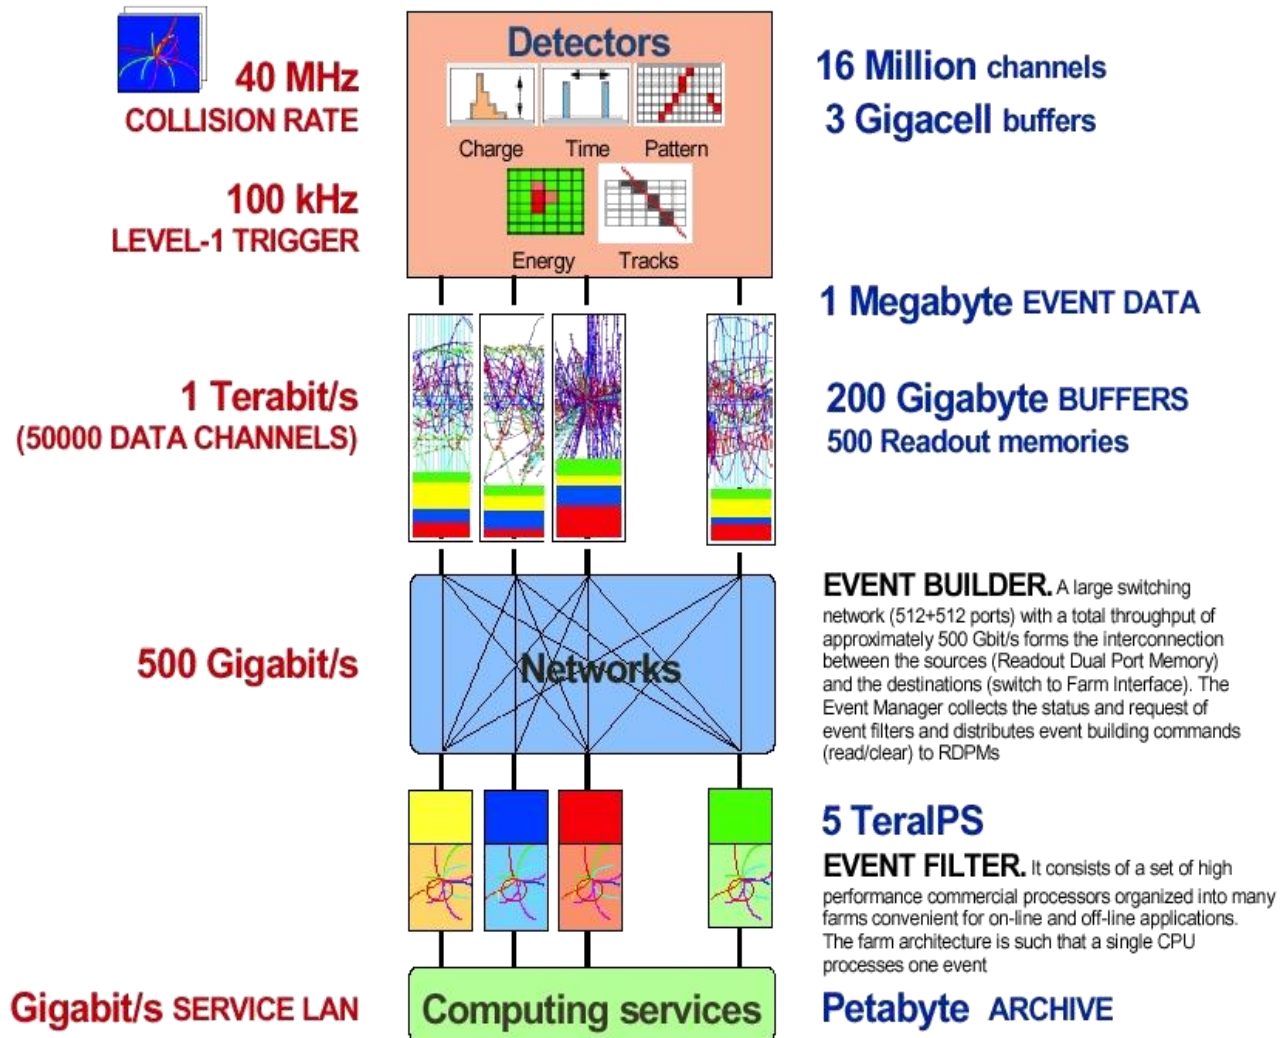 Detectors
40 MHz
COLLISION RATE
16 Million channels
3 Gigacell buffers
Charge Time Pattern
100 kHz
LEVEL-1 TRIGGER
Energy Tracks
1 Megabyte EVENT DATA
1 Terabit/s
(50000 DATA CHANNELS)
200 Gigabyte BUFFERS
500 Readout memories
500 Gigabit/s
Networks
EVENT BUILDER. A large switching
network (512+512 ports) with a total throughput of
approximately 500 Gbit/s forms the interconnection
between the sources (Readout Dual Port Memory)
and the destinations (switch to Farm Interface). The
Event Manager collects the status and request of
event filters and distributes event building commands
(read/clear) to RDPMs
5 TeraIPS
EVENT FILTER. It consists of a set of high
performance commercial processors organized into many
farms convenient for on-line and off-line applications.
The farm architecture is such that a single CPU
processes one event
Gigabit/s SERVICE LAN
Computing services
Petabyte ARCHIVE